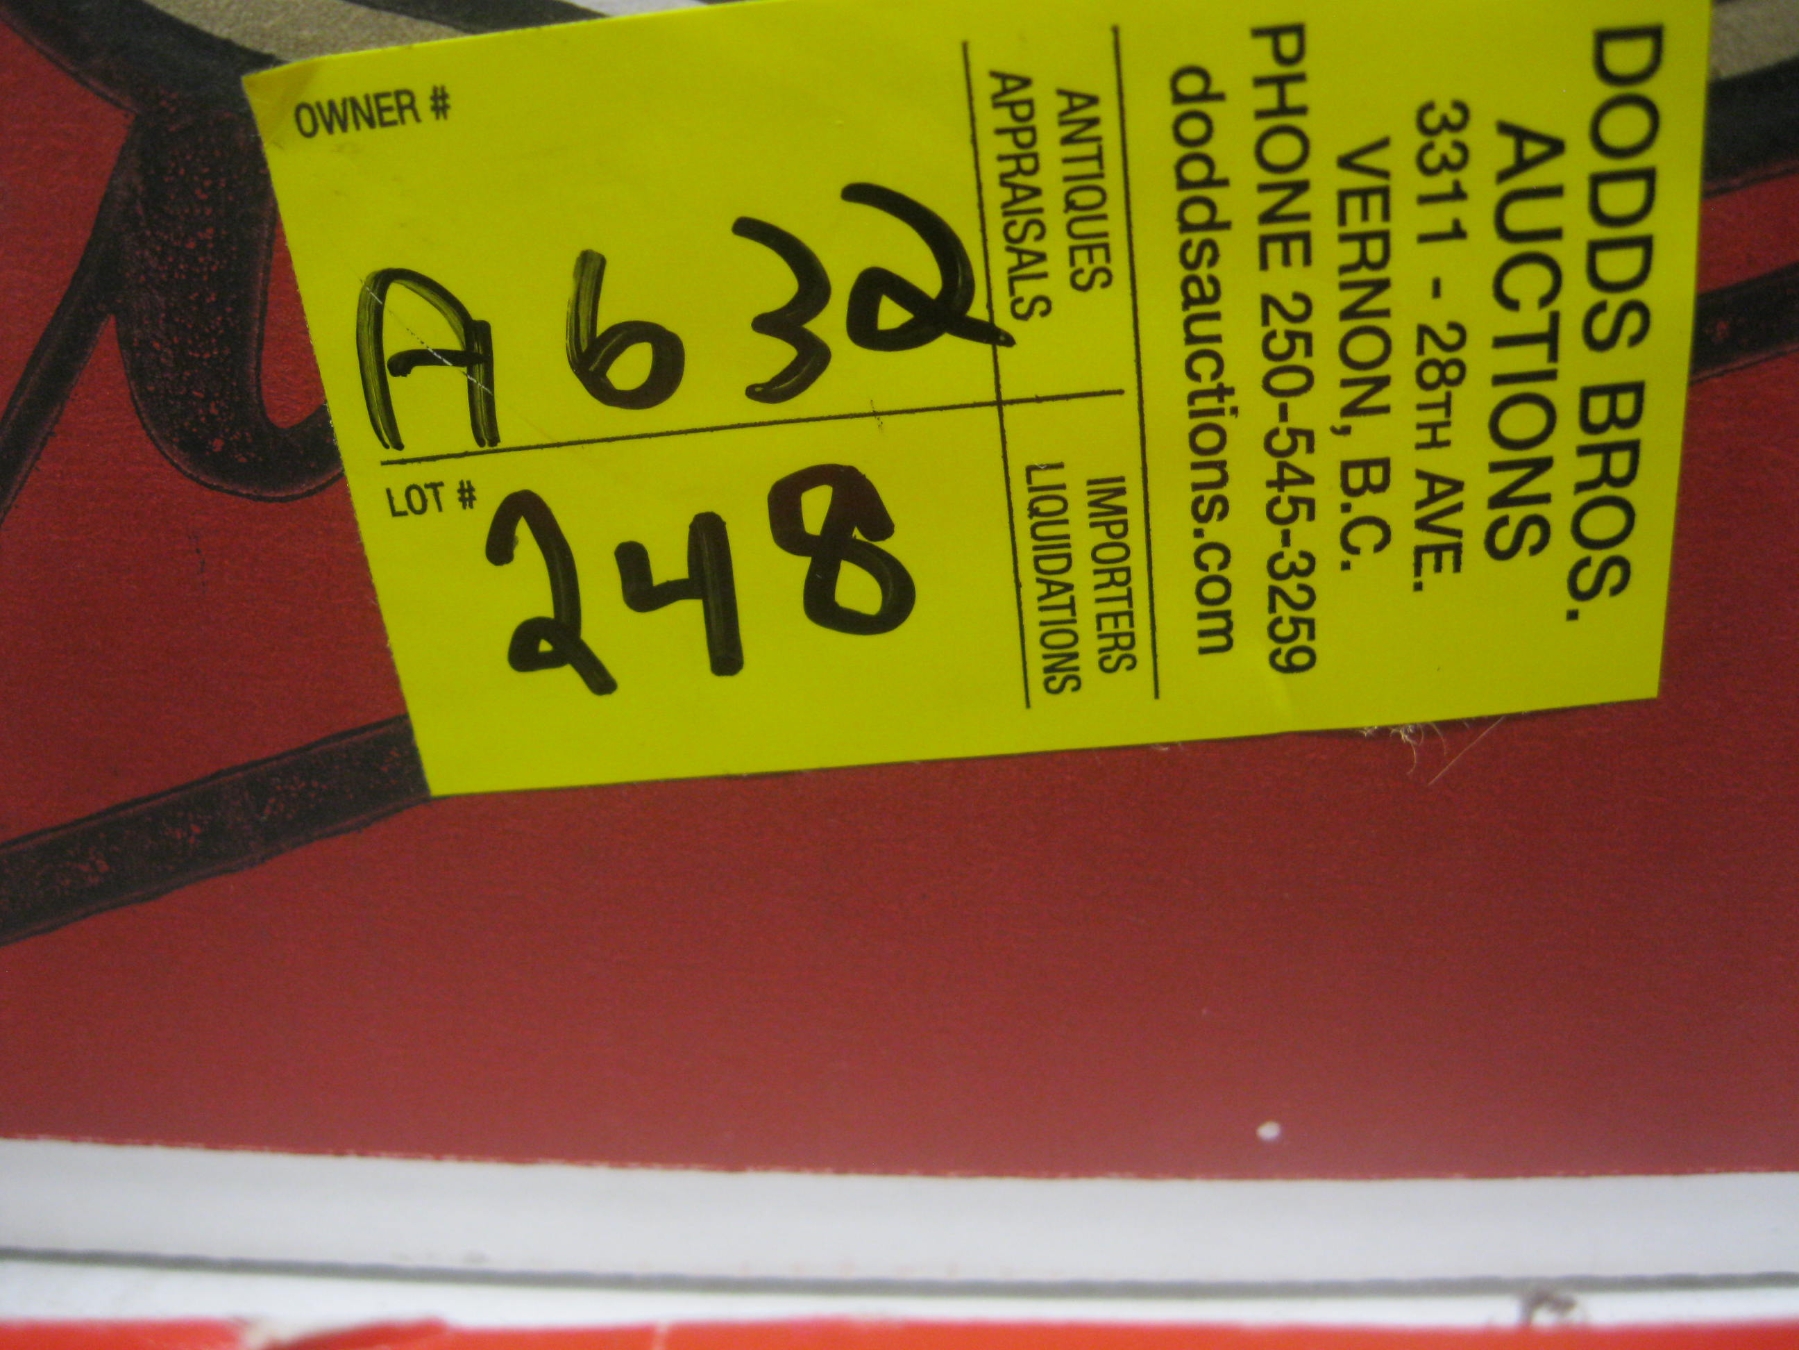 DODDS BROS.
AUCTIONS
3311 - 28TH AVE.
VERNON, B.C.
PHONE 250-545-3259
doddsauctions.com
ANTIQUES
APPRAISALS
IMPORTERS
LIQUIDATIONS
OWNER #
A632
LOT #
248